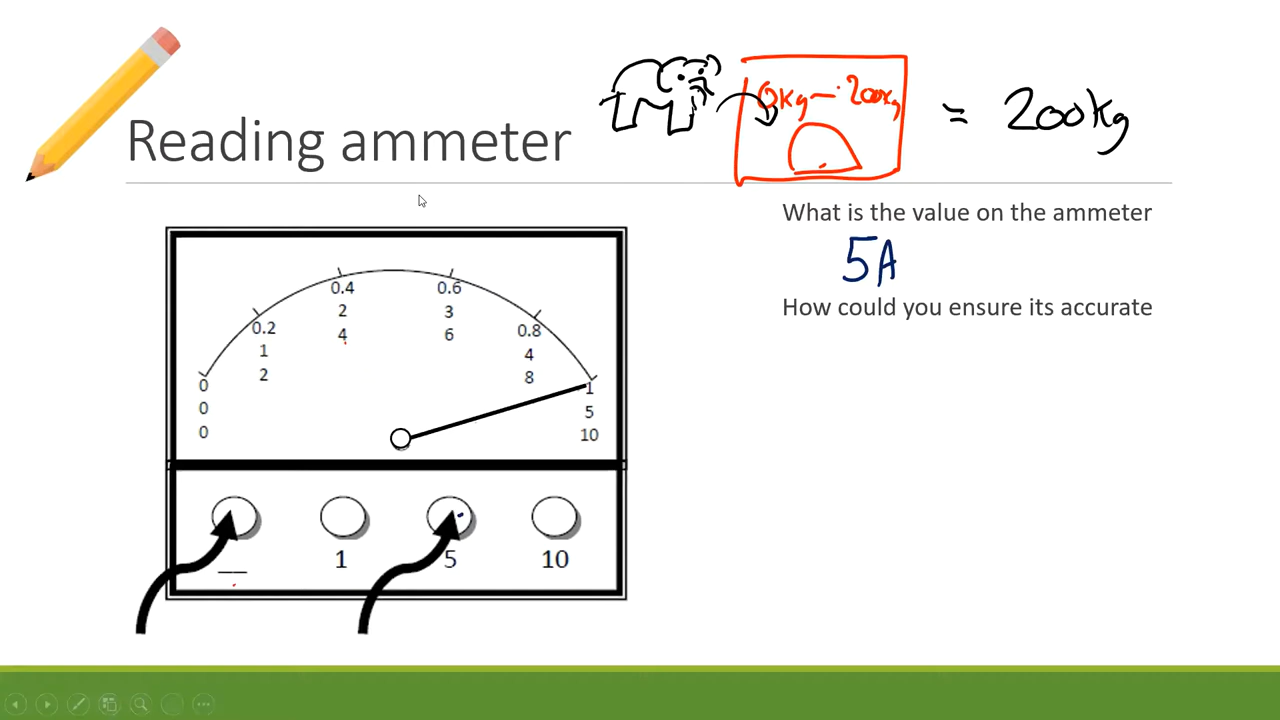 0kg - 200kg
= 200kg
Reading ammeter
What is the value on the ammeter
5A
How could you ensure its accurate
0.4 0.6
2 3
4 6
0.2 0.8
1 4
2 8
0 1
0 5
0 10
— 1 5 10